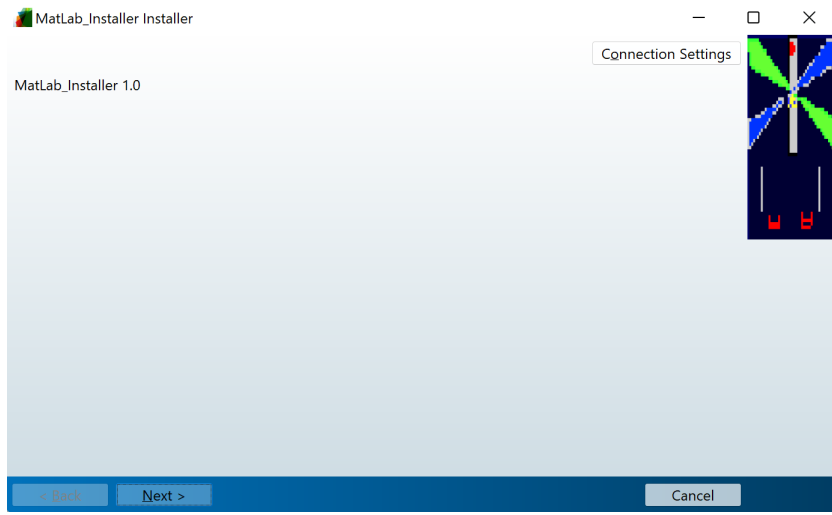 MatLab_Installer Installer
Connection Settings
MatLab_Installer 1.0
< Back
Next >
Cancel